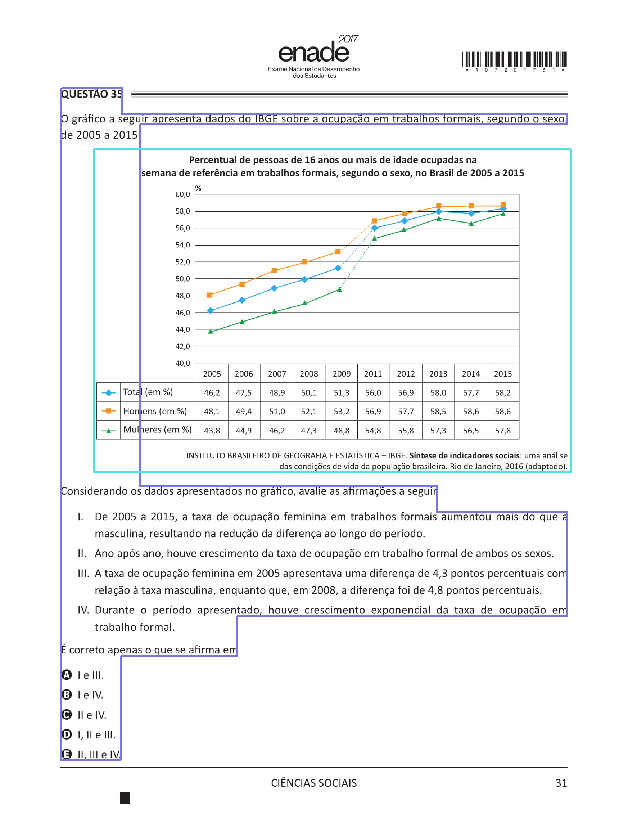 2017
enade
Exame Nacional de Desempenho
dos Estudantes
*R07201731*
QUESTÃO 35
O gráfico a seguir apresenta dados do IBGE sobre a ocupação em trabalhos formais, segundo o sexo,
de 2005 a 2015.
Percentual de pessoas de 16 anos ou mais de idade ocupadas na
semana de referência em trabalhos formais, segundo o sexo, no Brasil de 2005 a 2015
%
60,0
58,0
56,0
54,0
52,0
50,0
48,0
46,0
44,0
42,0
40,0
2005 2006 2007 2008 2009 2011 2012 2013 2014 2015
Total (em %) 46,2 47,5 48,9 50,1 51,3 56,0 56,9 58,0 57,7 58,2
Homens (em %) 48,1 49,4 51,0 52,1 53,2 56,9 57,7 58,5 58,6 58,6
Mulheres (em %) 43,8 44,9 46,2 47,3 48,8 54,8 55,8 57,3 56,5 57,8
INSTITUTO BRASILEIRO DE GEOGRAFIA E ESTATÍSTICA – IBGE. Síntese de indicadores sociais: uma análise
das condições de vida da população brasileira. Rio de Janeiro, 2016 (adaptado).
Considerando os dados apresentados no gráfico, avalie as afirmações a seguir
I. De 2005 a 2015, a taxa de ocupação feminina em trabalhos formais aumentou mais do que a
masculina, resultando na redução da diferença ao longo do período.
II. Ano após ano, houve crescimento da taxa de ocupação em trabalho formal de ambos os sexos.
III. A taxa de ocupação feminina em 2005 apresentava uma diferença de 4,3 pontos percentuais com
relação à taxa masculina, enquanto que, em 2008, a diferença foi de 4,8 pontos percentuais.
IV. Durante o período apresentado, houve crescimento exponencial da taxa de ocupação em
trabalho formal.
É correto apenas o que se afirma em
A I e III.
B I e IV.
C II e IV.
D I, II e III.
E II, III e IV.
CIÊNCIAS SOCIAIS 31